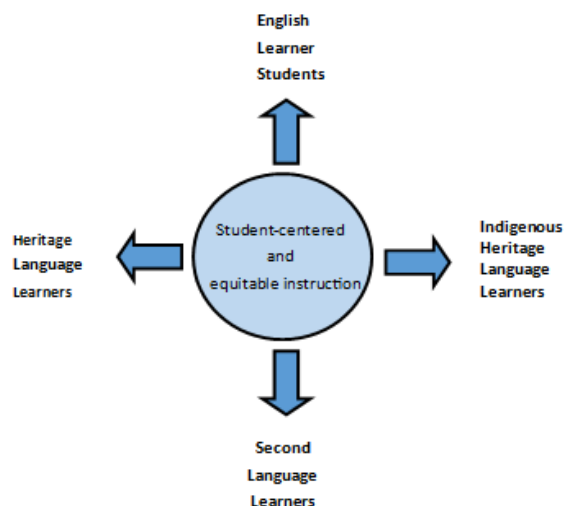 English
Learner
Students
Student-centered
and
equitable instruction
Heritage
Language
Learners
Indigenous
Heritage
Language
Learners
Second
Language
Learners